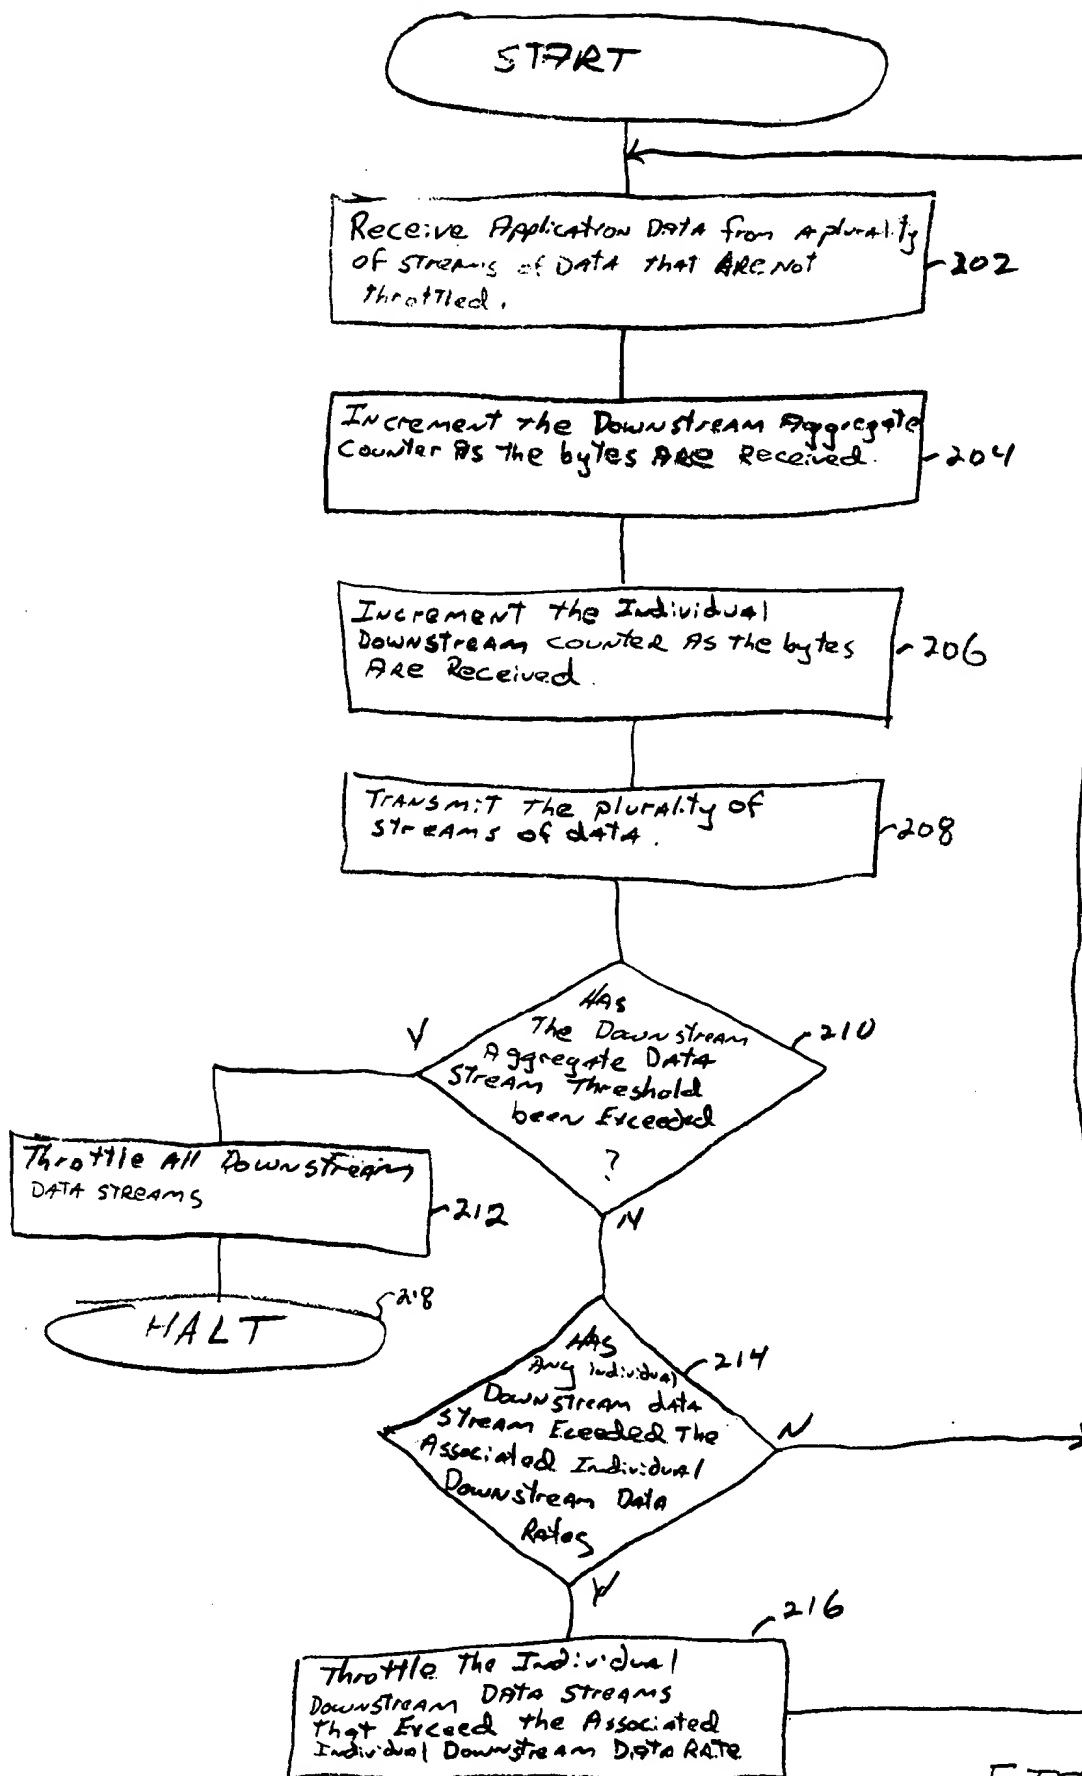 START
Receive Application Data from a plurality
of streams of Data that are not
throttled.
202
Increment the Downstream Aggregate
counter as the bytes are Received.
204
Increment the Individual
Downstream counter as the bytes
are Received.
206
Transmit the plurality of
streams of data.
208
Has
The Downstream
Aggregate Data
stream Threshold
been Exceeded
?
210
Y
Throttle All Downstream
Data streams
212
N
HALT
218
Has
Any individual
Downstream data
stream Eceeded The
Associated Individual
Downstream Data
Rates
214
N
Y
216
Throttle The Individual
Downstream Data Streams
that Exceed the Associated
Individual Downstream Data Rate